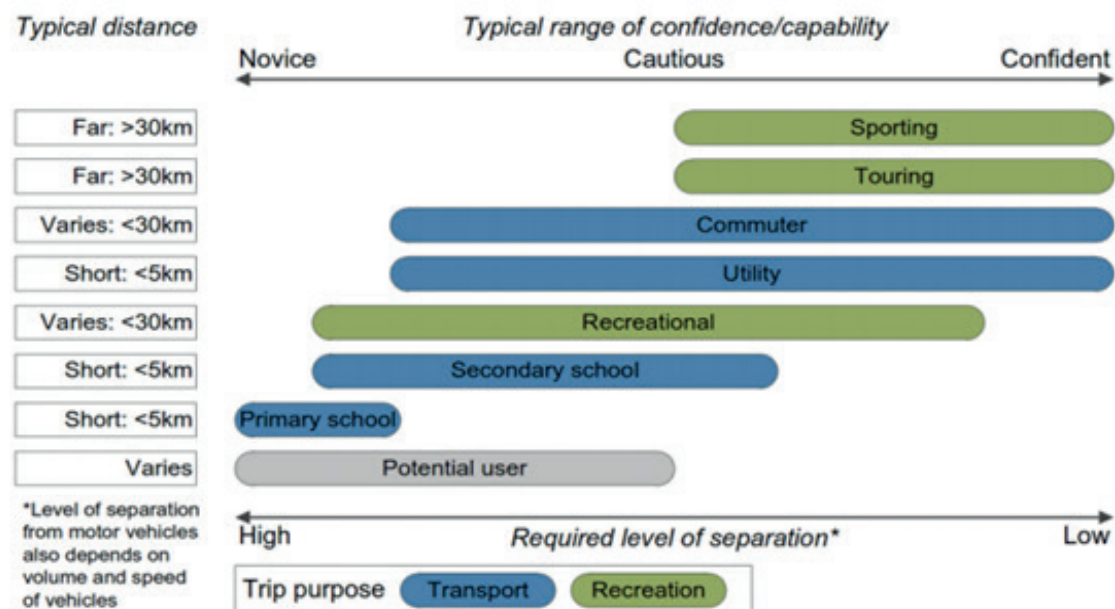 Typical distance
Typical range of confidence/capability
Novice Cautious Confident
Far: >30km Sporting
Far: >30km Touring
Varies: <30km Commuter
Short: <5km Utility
Varies: <30km Recreational
Short: <5km Secondary school
Short: <5km Primary school
Varies Potential user
*Level of separation
from motor vehicles
also depends on
volume and speed
of vehicles
High Required level of separation* Low
Trip purpose Transport Recreation